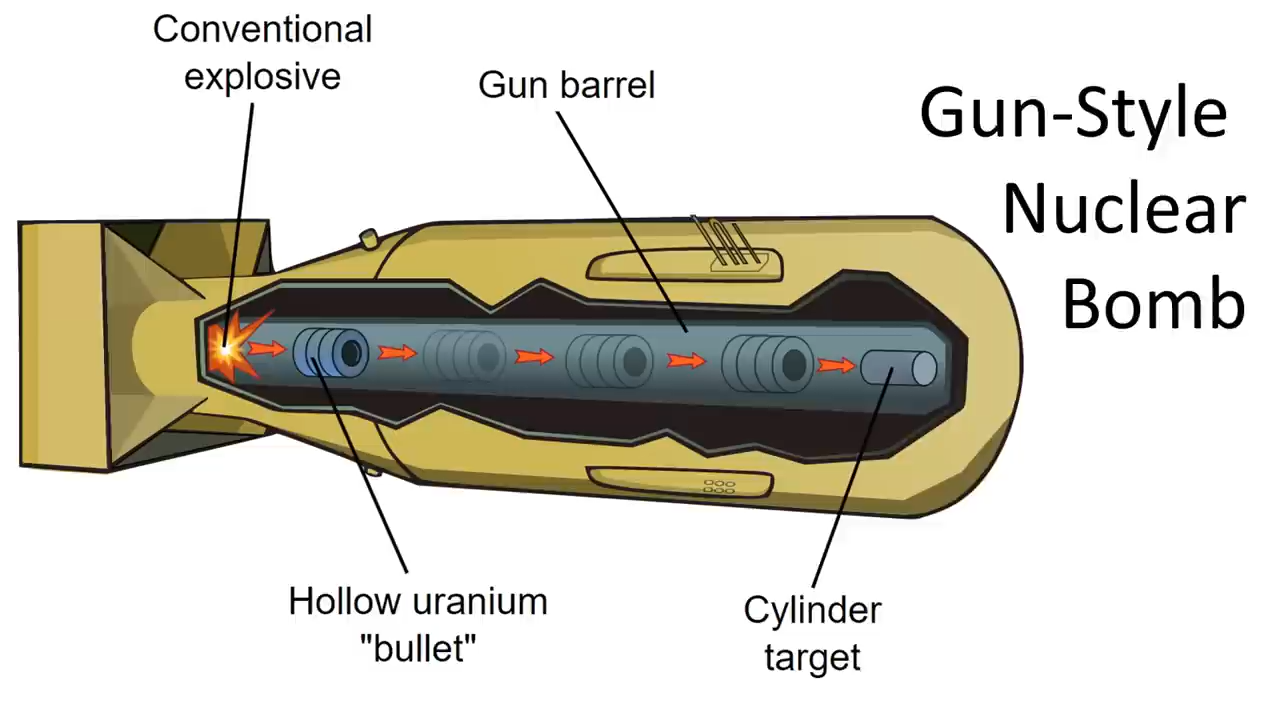 Conventional
explosive
Gun barrel
Gun-Style
Nuclear
Bomb
Hollow uranium
"bullet"
Cylinder
target